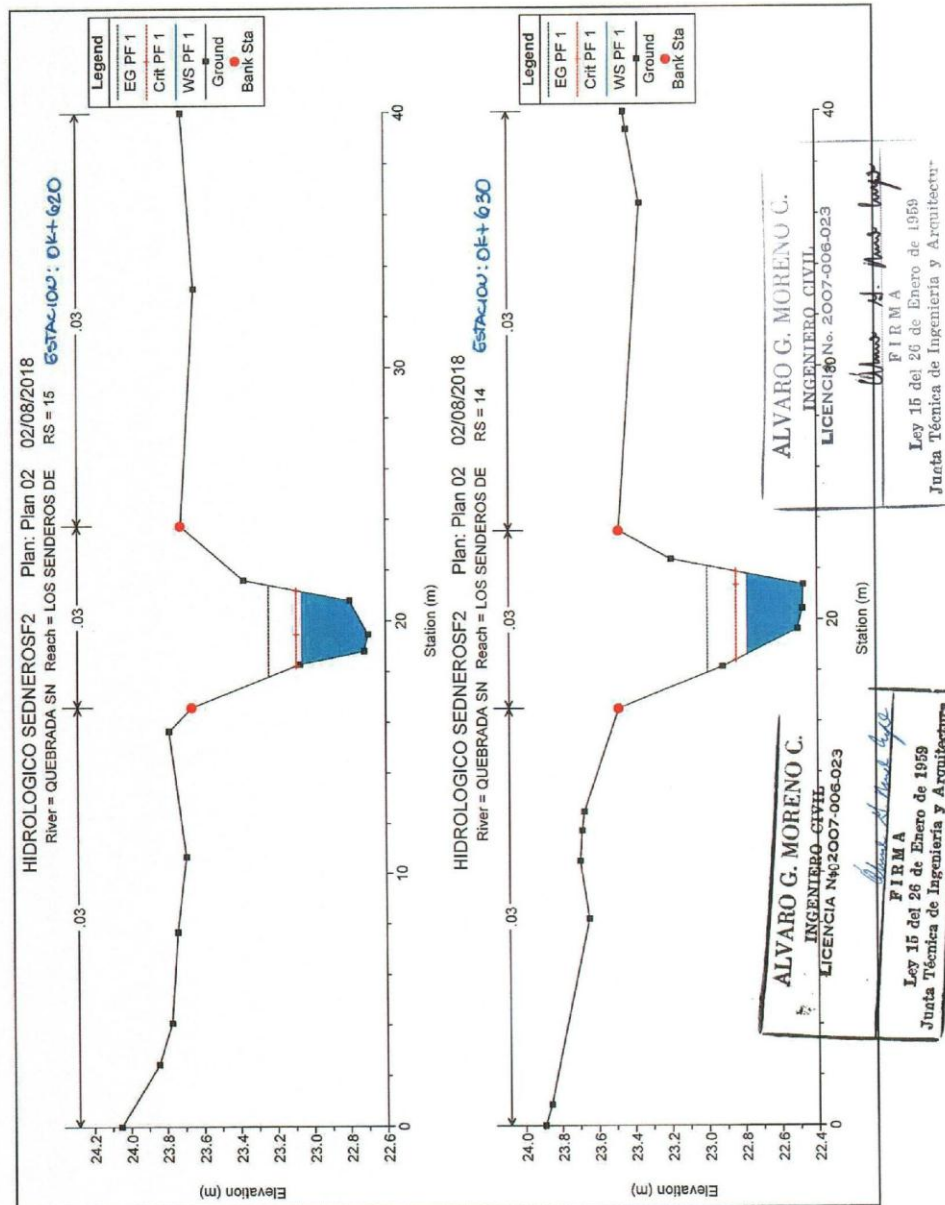 HIDROLOGICO SEDNEROSF2 Plan: Plan 02 02/08/2018
River = QUEBRADA SN Reach = LOS SENDEROS DE RS = 15
ESTACION: 0K+620
.03
.03
.03
Legend
EG PF 1
Crit PF 1
WS PF 1
Ground
Bank Sta
24.2
24.0
23.8
23.6
23.4
23.2
23.0
22.8
22.6
Elevation (m)
0
10
20
30
40
Station (m)
HIDROLOGICO SEDNEROSF2 Plan: Plan 02 02/08/2018
River = QUEBRADA SN Reach = LOS SENDEROS DE RS = 14
ESTACION: 0K+630
.03
.03
.03
Legend
EG PF 1
Crit PF 1
WS PF 1
Ground
Bank Sta
24.0
23.8
23.6
23.4
23.2
23.0
22.8
22.6
22.4
Elevation (m)
0
20
30
40
Station (m)
ALVARO G. MORENO C.
INGENIERO CIVIL
LICENCIA No. 2007-006-023
FIRMA
Ley 15 del 26 de Enero de 1959
Junta Técnica de Ingeniería y Arquitectura
ALVARO G. MORENO C.
INGENIERO CIVIL
LICENCIA No. 2007-006-023
FIRMA
Ley 15 del 26 de Enero de 1959
Junta Técnica de Ingeniería y Arquitectur